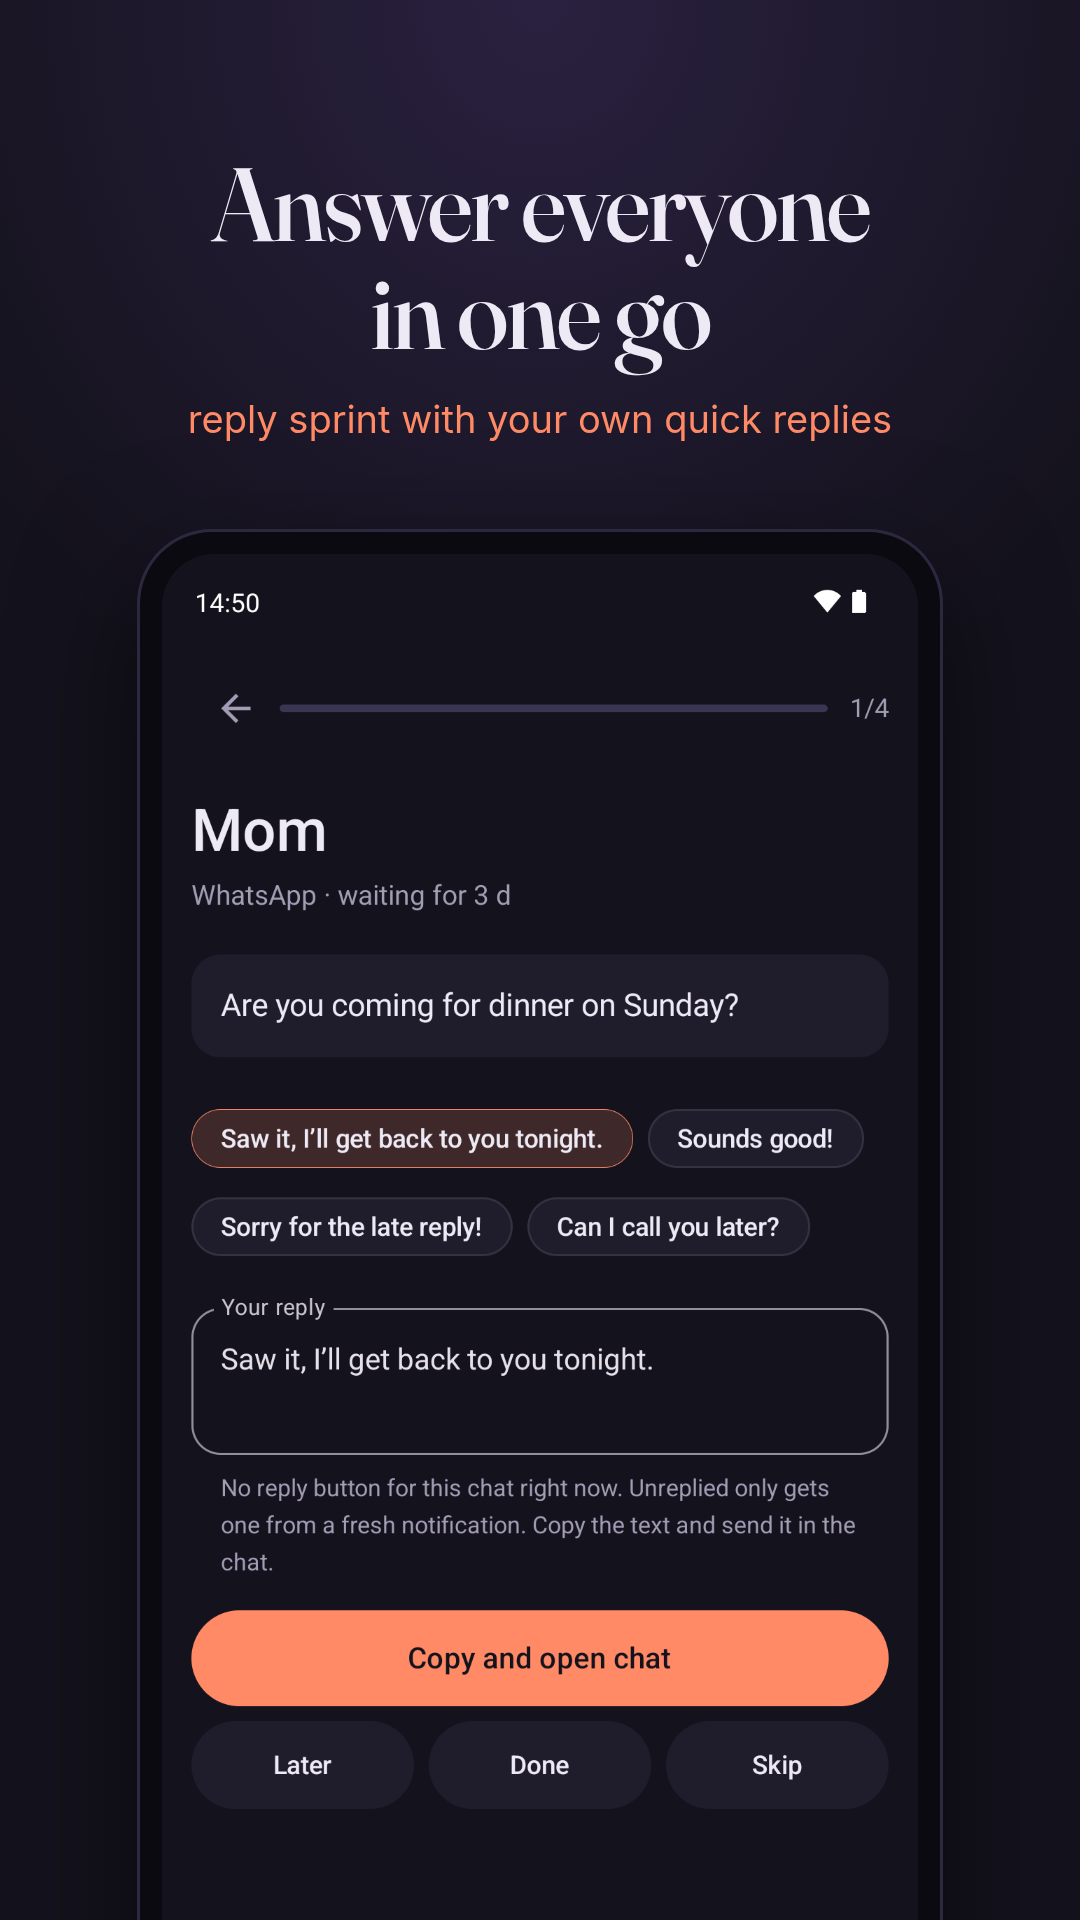 Answer everyone
in one go
reply sprint with your own quick replies
14:50
1/4
Mom
WhatsApp · waiting for 3 d
Are you coming for dinner on Sunday?
Saw it, I’ll get back to you tonight.
Sounds good!
Sorry for the late reply!
Can I call you later?
Your reply
Saw it, I’ll get back to you tonight.
No reply button for this chat right now. Unreplied only gets
one from a fresh notification. Copy the text and send it in the
chat.
Copy and open chat
Later
Done
Skip